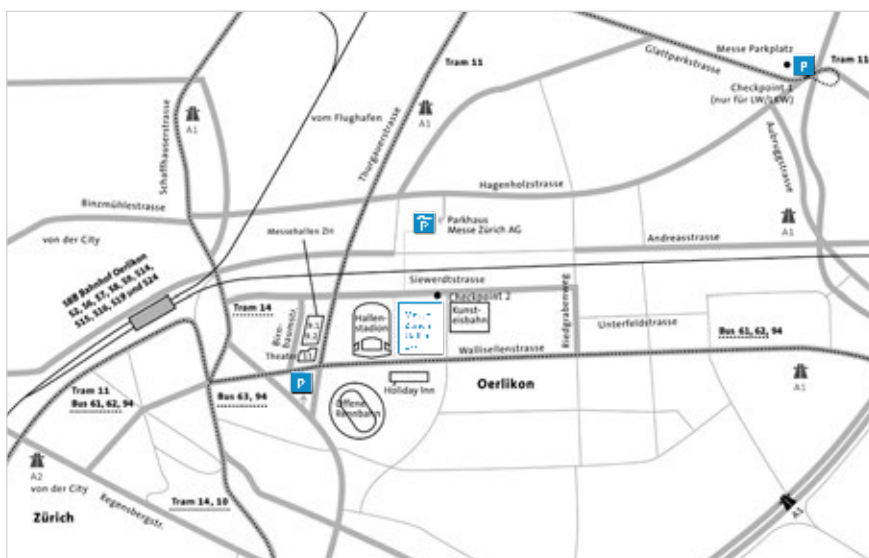 Messe Parkplatz
P
Tram 11
Glattparkstrasse
Tram 11
Checkpoint 1
(nur für LW/LKW)
A1
A1
vom Flughafen
Schaffhauserstrasse
Thurgauerstrasse
Aubruggstrasse
Hagenholzstrasse
Binzmühlestrasse
A1
P
Parkhaus
Messe Zürich AG
Messehallen ZH
von der City
Andreasstrasse
SBB Bahnhof Oerlikon
S2, S6, S7, S8, S9, S14,
S15, S16, S19 und S24
Siewerdtstrasse
Checkpoint 2
Tram 14
Hallen-
stadion
Kunst-
eisbahn
Riedgrabenweg
Unterfeldstrasse
Bus 61, 62, 94
Theater
Wallisellenstrasse
A1
P
Holiday Inn
Oerlikon
Tram 11
Bus 61, 62, 94
Bus 63, 94
Offene
Rennbahn
A2
von der City
Regensbergstr.
Tram 14, 10
A1
Zürich